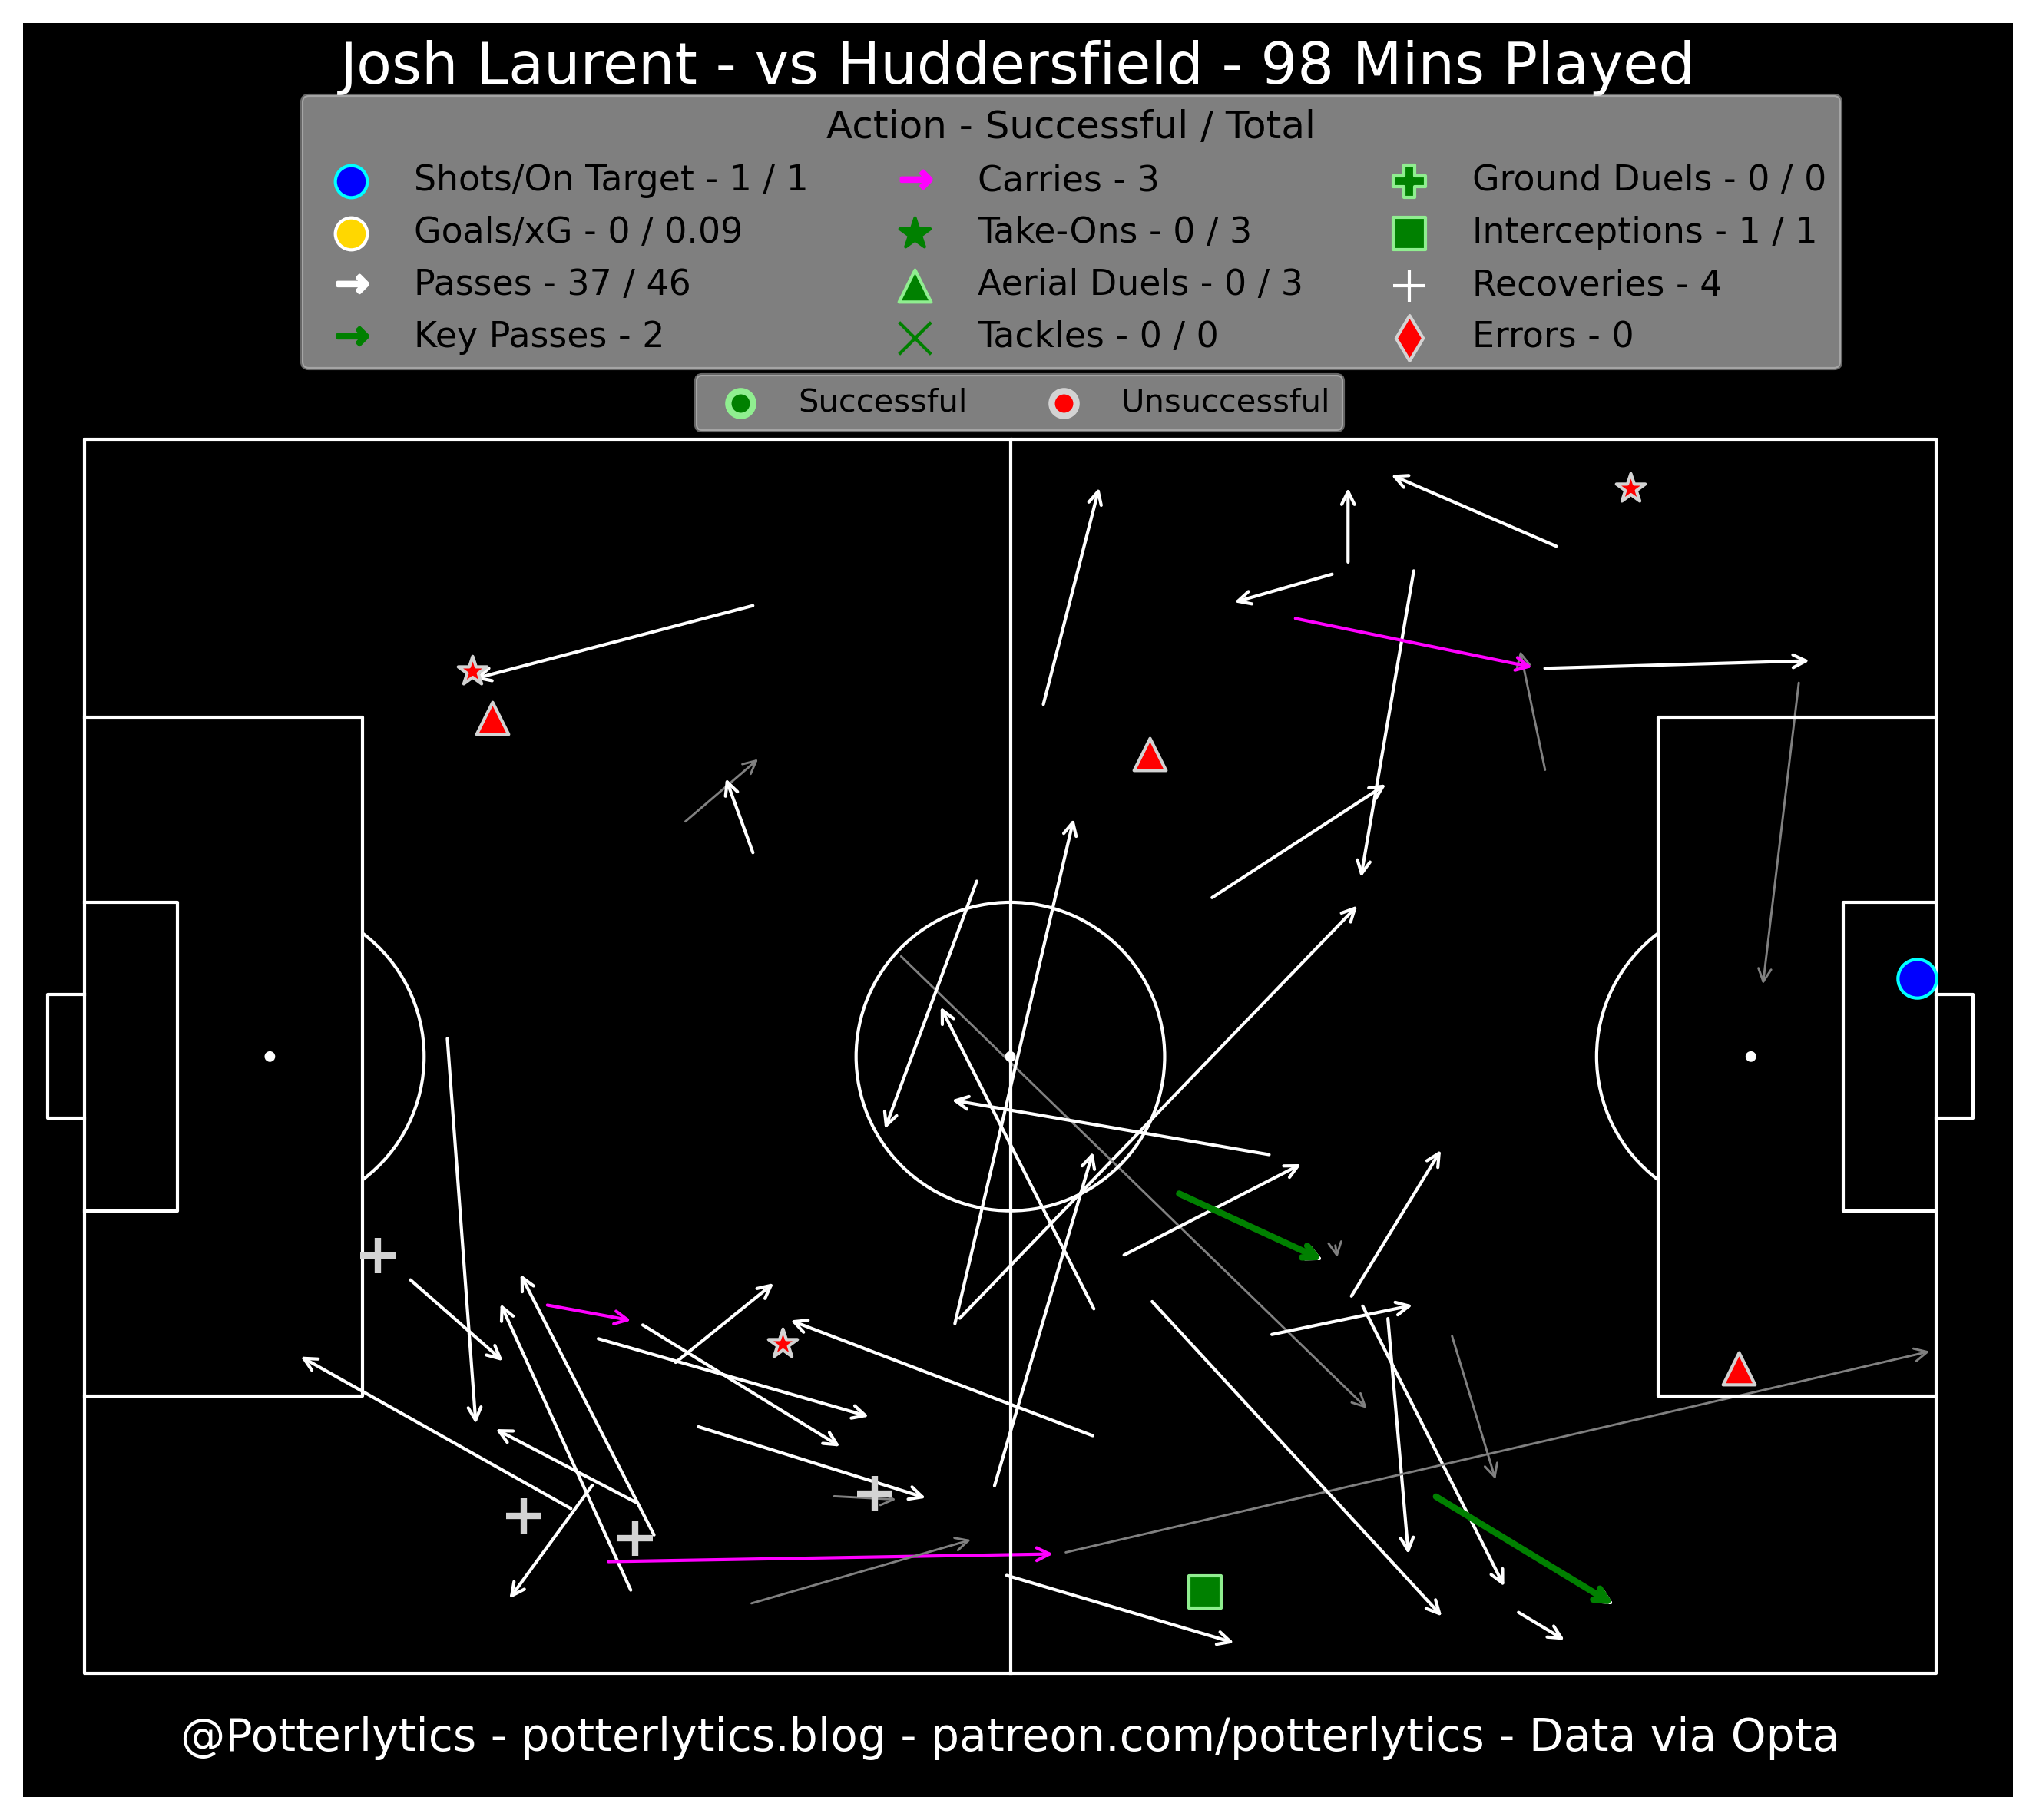 Josh Laurent - vs Huddersfield - 98 Mins Played
Action - Successful / Total
Shots/On Target - 1 / 1
Goals/xG - 0 / 0.09
Passes - 37 / 46
Key Passes - 2
Carries - 3
Take-Ons - 0 / 3
Aerial Duels - 0 / 3
Tackles - 0 / 0
Ground Duels - 0 / 0
Interceptions - 1 / 1
Recoveries - 4
Errors - 0
Successful
Unsuccessful
@Potterlytics - potterlytics.blog - patreon.com/potterlytics - Data via Opta